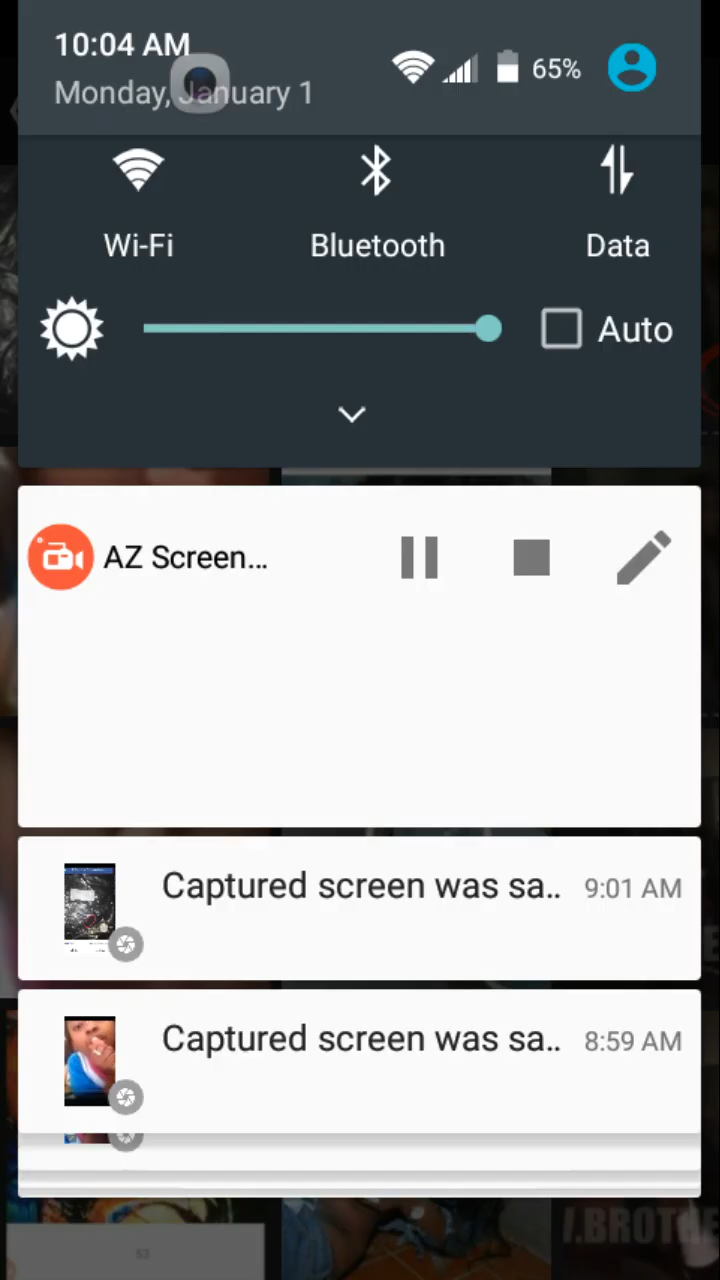 10:04 AM
65%
Monday, January 1
Wi-Fi
Bluetooth
Data
Auto
AZ Screen...
Captured screen was sa.. 9:01 AM
Captured screen was sa.. 8:59 AM
53